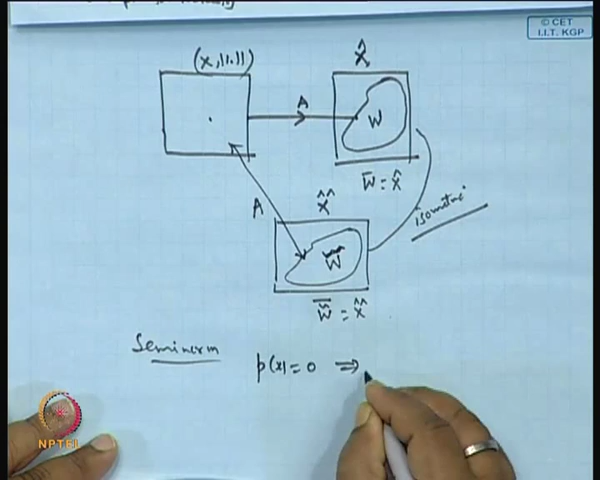 © CET
I.I.T. KGP
(X, ||.||)
X̂
A
W
W̄ = X̂
A
X̂̂
isometric
W̃
W̃̄ = X̂̂
Seminorm
p(x) = 0 ⇒
NPTEL